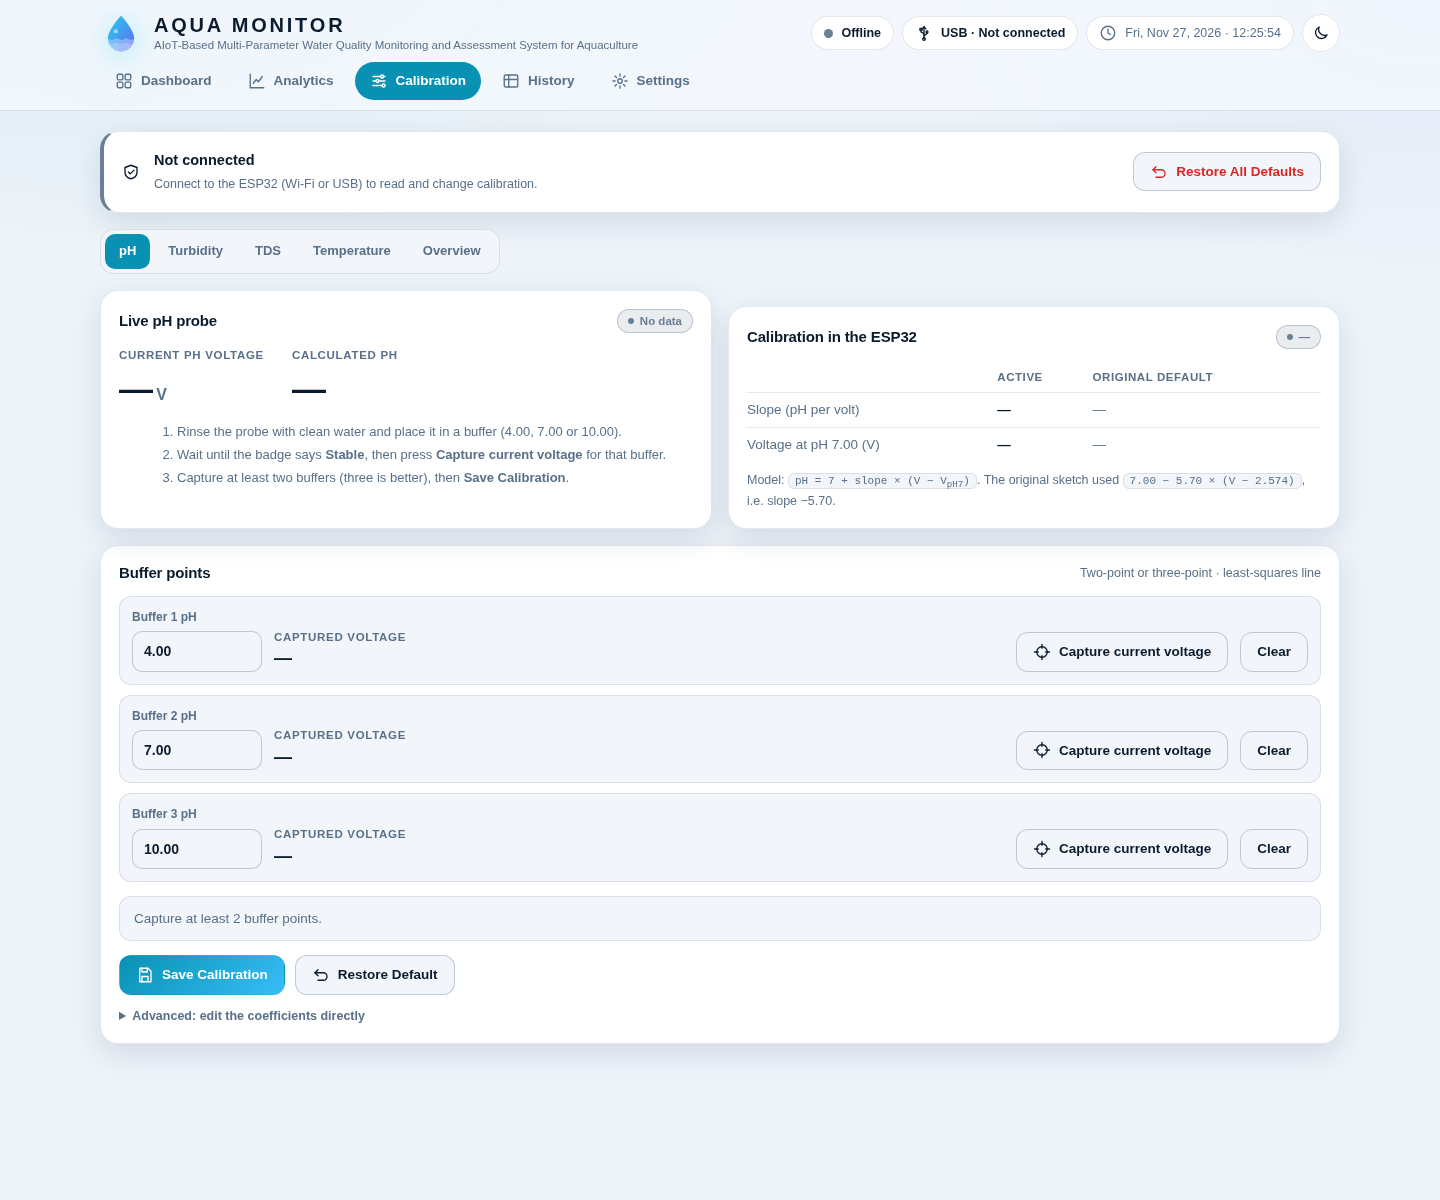 AQUA MONITOR
AIoT-Based Multi-Parameter Water Quality Monitoring and Assessment System for Aquaculture
Offline
USB · Not connected
Fri, Nov 27, 2026 · 12:25:54
Dashboard
Analytics
Calibration
History
Settings
Not connected
Connect to the ESP32 (Wi-Fi or USB) to read and change calibration.
Restore All Defaults
pH
Turbidity
TDS
Temperature
Overview
Live pH probe
No data
CURRENT PH VOLTAGE
CALCULATED PH
— V
—
1. Rinse the probe with clean water and place it in a buffer (4.00, 7.00 or 10.00).
2. Wait until the badge says Stable, then press Capture current voltage for that buffer.
3. Capture at least two buffers (three is better), then Save Calibration.
Calibration in the ESP32
—
ACTIVE ORIGINAL DEFAULT
Slope (pH per volt) — —
Voltage at pH 7.00 (V) — —
Model: pH = 7 + slope × (V − VpH7). The original sketch used 7.00 − 5.70 × (V − 2.574),
i.e. slope −5.70.
Buffer points
Two-point or three-point · least-squares line
Buffer 1 pH
4.00
CAPTURED VOLTAGE
—
Capture current voltage
Clear
Buffer 2 pH
7.00
CAPTURED VOLTAGE
—
Capture current voltage
Clear
Buffer 3 pH
10.00
CAPTURED VOLTAGE
—
Capture current voltage
Clear
Capture at least 2 buffer points.
Save Calibration
Restore Default
Advanced: edit the coefficients directly